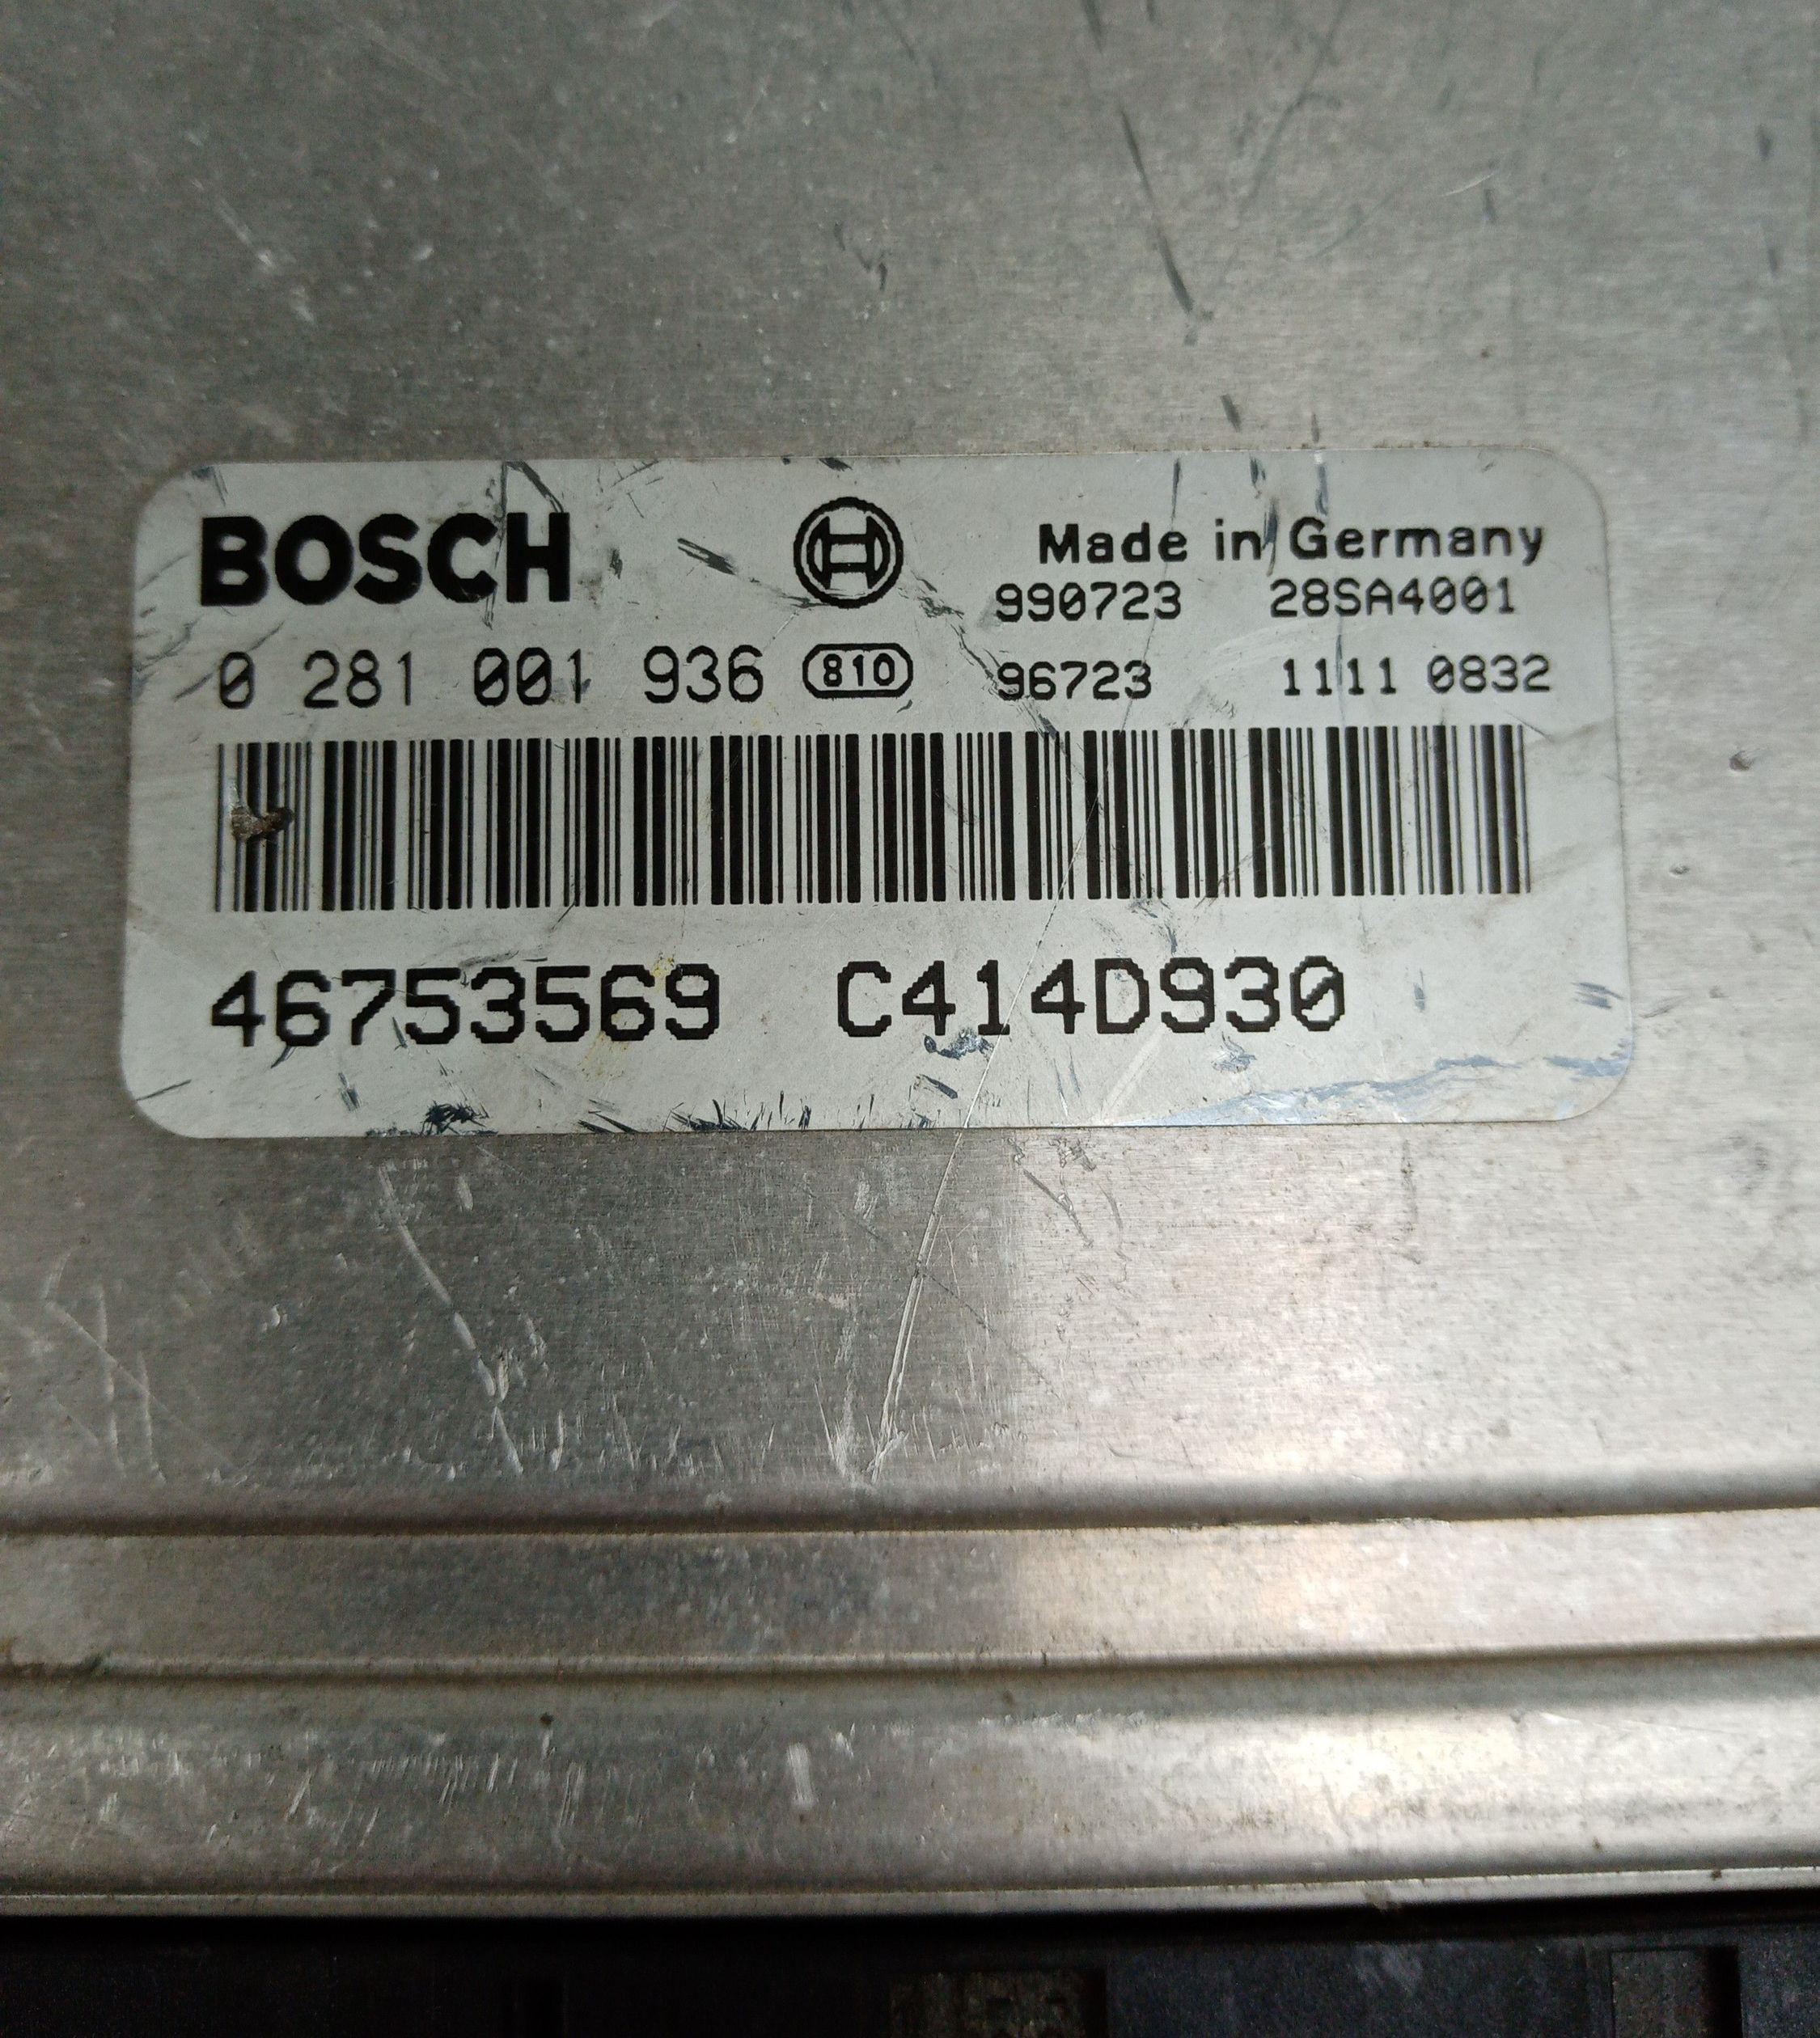 BOSCH Made in Germany
990723 28SA4001
0 281 001 936 810 96723 1111 0832
46753569 C414D930